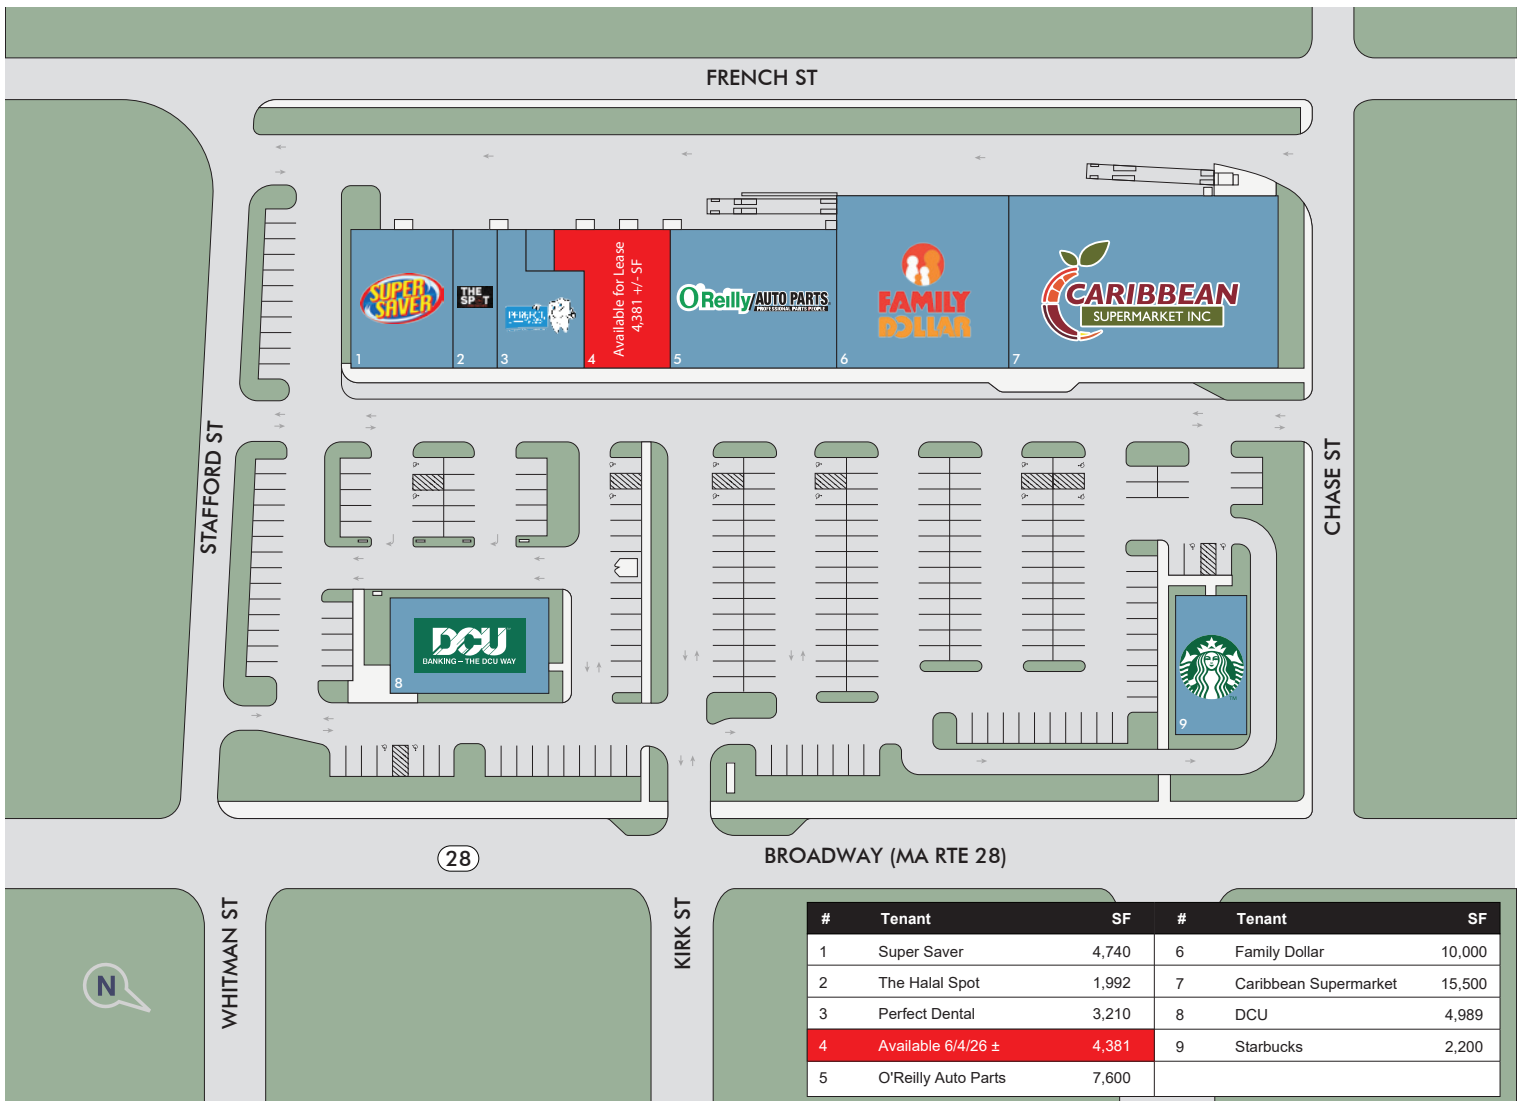 FRENCH ST
SUPER
SAVER
1
THE
SPOT
2
PERFECT
3
Available for Lease
4,381 +/- SF
4
O'Reilly AUTO PARTS
PROFESSIONAL PARTS PEOPLE
5
FAMILY
DOLLAR
6
CARIBBEAN
SUPERMARKET INC
7
STAFFORD ST
CHASE ST
DCU
BANKING — THE DCU WAY
8
TM
9
28
BROADWAY (MA RTE 28)
WHITMAN ST
KIRK ST
N
# Tenant SF # Tenant SF
1 Super Saver 4,740 6 Family Dollar 10,000
2 The Halal Spot 1,992 7 Caribbean Supermarket 15,500
3 Perfect Dental 3,210 8 DCU 4,989
4 Available 6/4/26 ± 4,381 9 Starbucks 2,200
5 O'Reilly Auto Parts 7,600